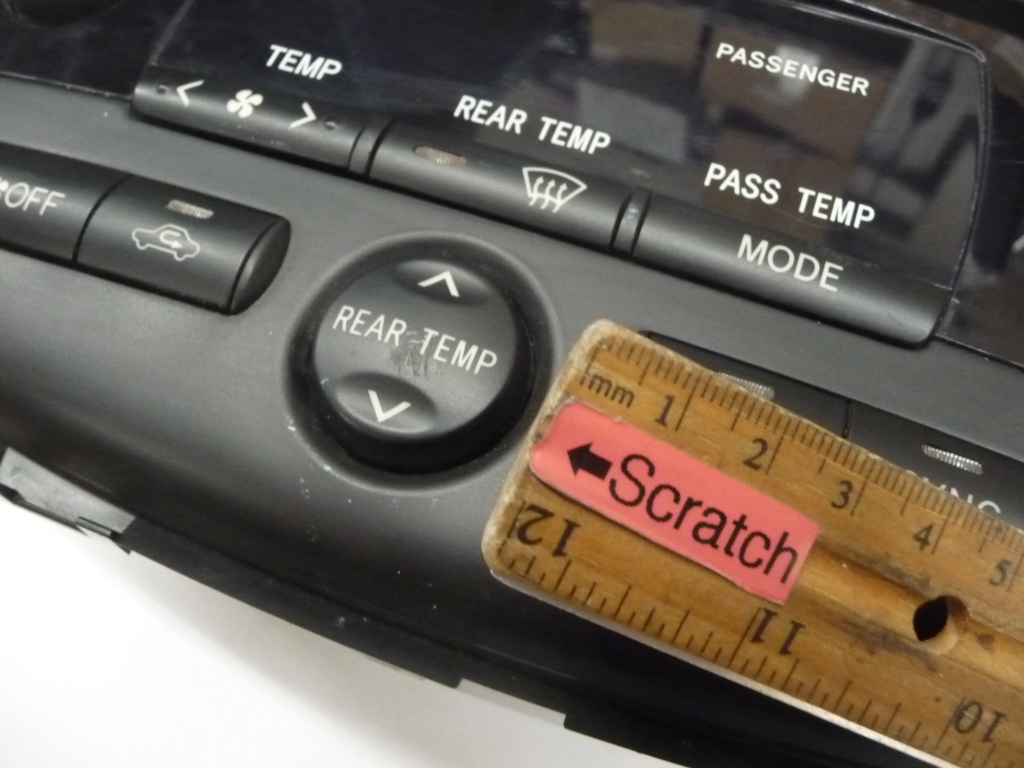 TEMP
PASSENGER
REAR TEMP
PASS TEMP
OFF
MODE
REAR TEMP
mm 1 2 3 4 5
Scratch
12 11 10